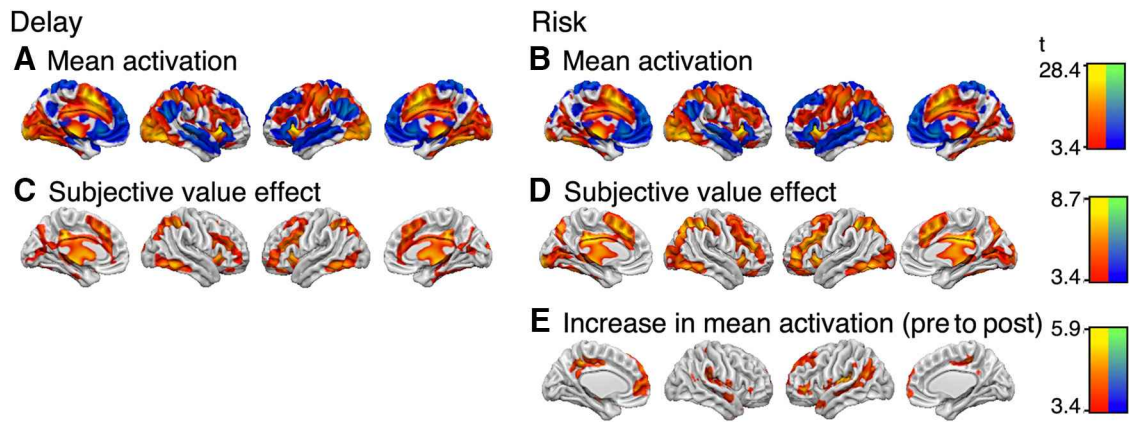 Delay
Risk
A Mean activation
B Mean activation
t
28.4
3.4
C Subjective value effect
D Subjective value effect
8.7
3.4
E Increase in mean activation (pre to post)
5.9
3.4